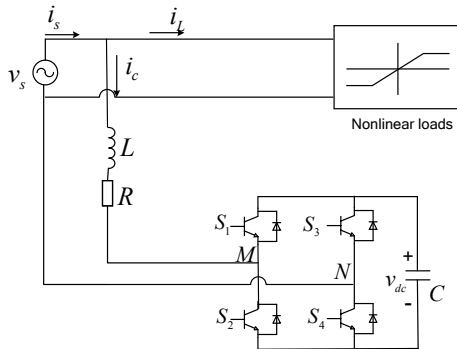 i_s
i_L
v_s
i_c
Nonlinear loads
L
R
S_1
S_3
M
N
+
v_dc
C
-
S_2
S_4